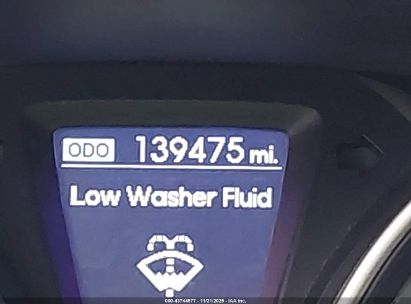 ODO 139475 mi.
Low Washer Fluid